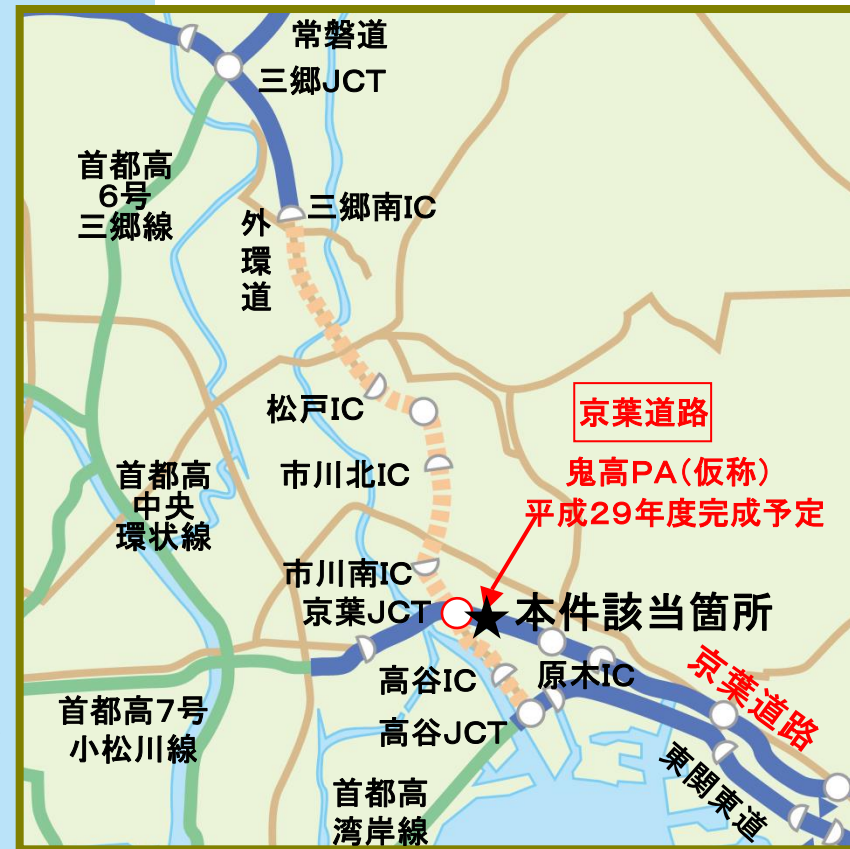 常磐道
三郷JCT
首都高
6号
三郷線
三郷南IC
外
環
道
松戸IC
京葉道路
鬼高PA(仮称)
平成29年度完成予定
首都高
中央
環状線
市川北IC
市川南IC
京葉JCT
本件該当箇所
高谷IC
原木IC
京葉道路
首都高7号
小松川線
高谷JCT
東関東道
首都高
湾岸線